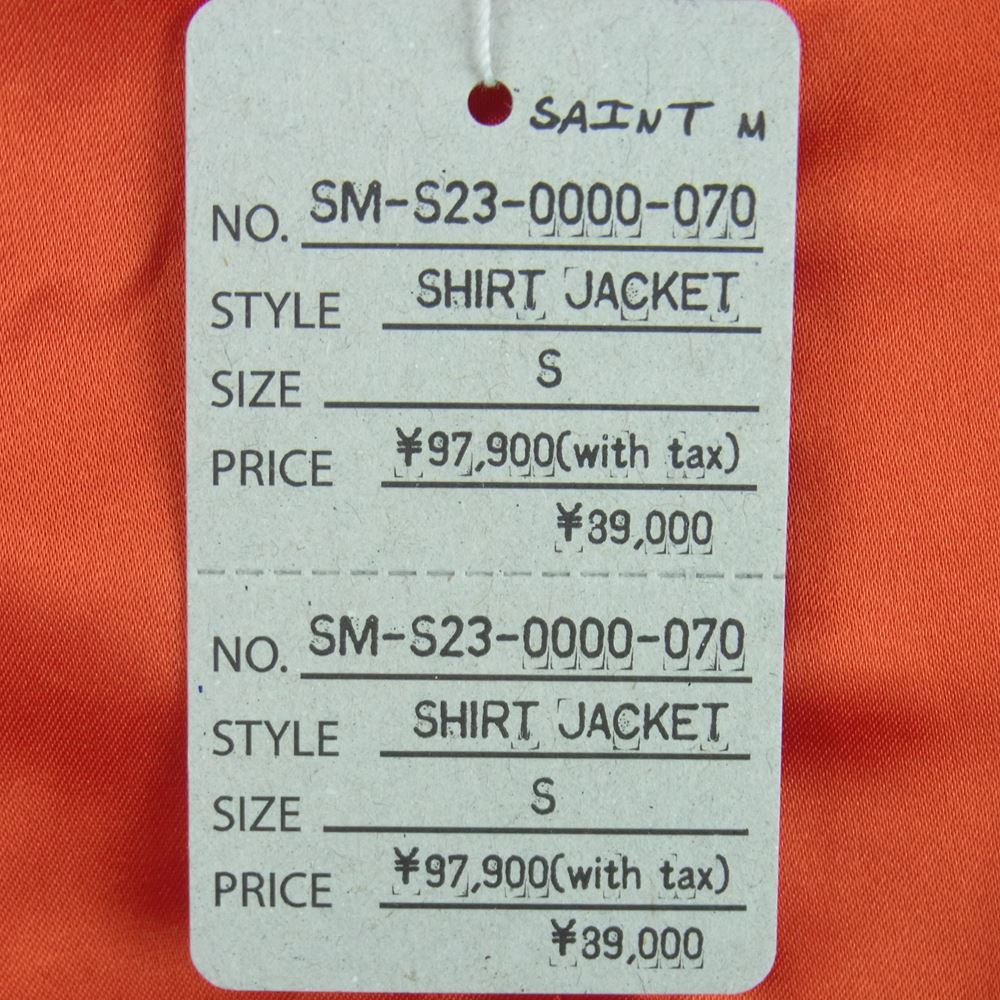 SAINT M
NO. SM-S23-0000-070
STYLE SHIRT JACKET
SIZE S
PRICE ¥97,900(with tax)
¥39,000
NO. SM-S23-0000-070
STYLE SHIRT JACKET
SIZE S
PRICE ¥97,900(with tax)
¥39,000